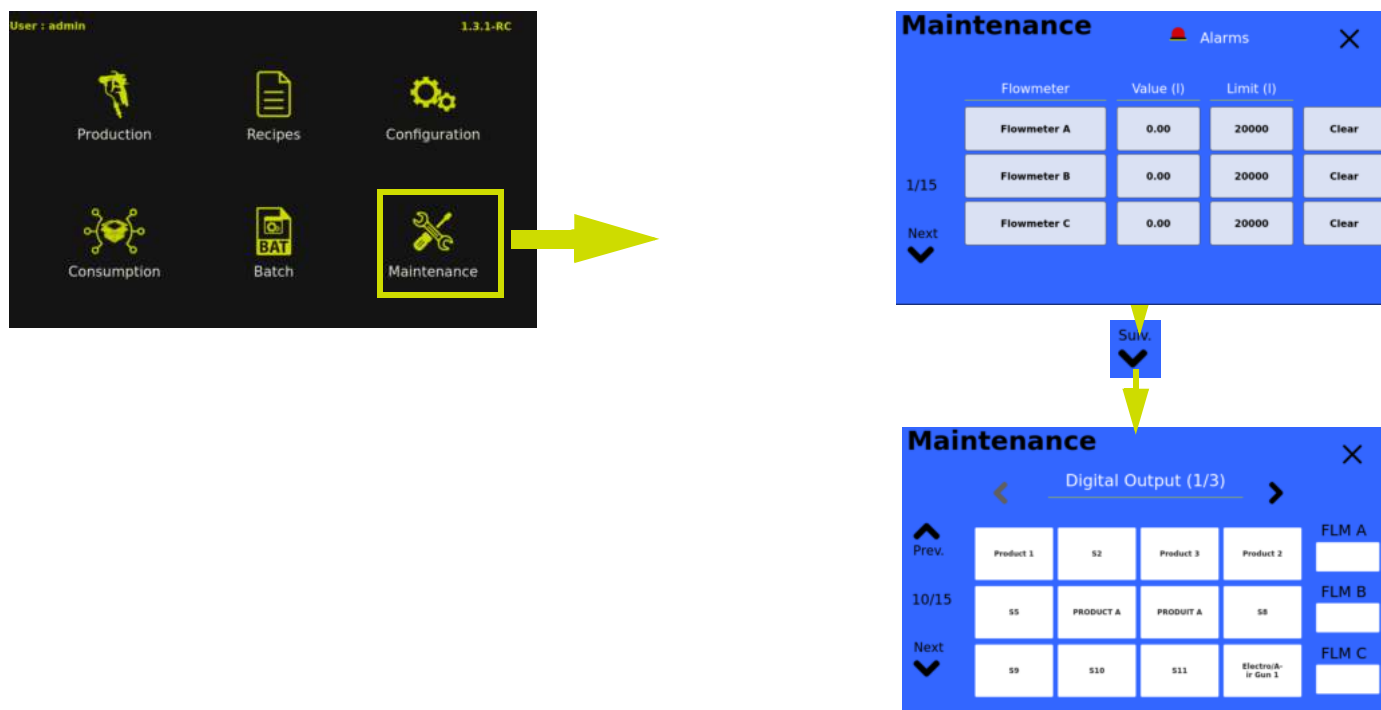 User : admin
1.3.1-RC
Production
Recipes
Configuration
Consumption
BAT
Batch
Maintenance
Maintenance
Alarms
Flowmeter
Value (l)
Limit (l)
Flowmeter A
0.00
20000
Clear
1/15
Flowmeter B
0.00
20000
Clear
Next
Flowmeter C
0.00
20000
Clear
Suiv.
Maintenance
Digital Output (1/3)
Prev.
Product 1
S2
Product 3
Product 2
FLM A
10/15
S5
PRODUCT A
PRODUIT A
S8
FLM B
Next
S9
S10
S11
Electro/A-
ir Gun 1
FLM C